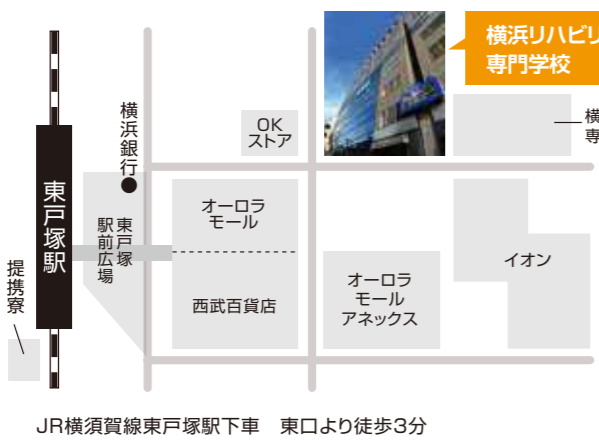 横浜リハビリ
専門学校
横
専
OK
ストア
横浜銀行
東戸塚駅
東戸塚
駅前広場
オーロラ
モール
西武百貨店
オーロラ
モール
アネックス
イオン
提携寮
JR横須賀線東戸塚駅下車　東口より徒歩3分